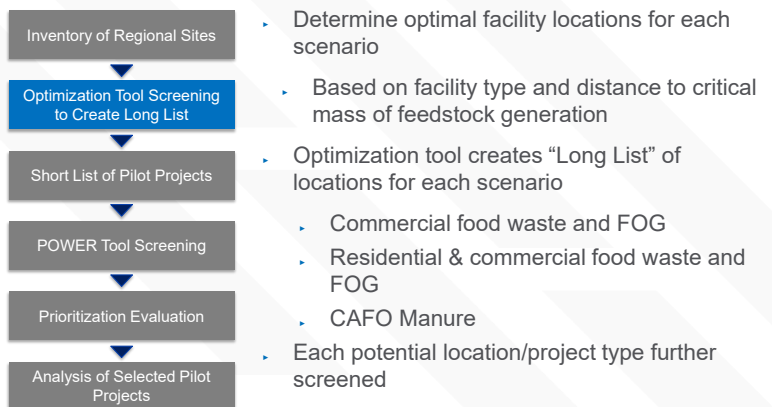 Inventory of Regional Sites
Optimization Tool Screening
to Create Long List
Short List of Pilot Projects
POWER Tool Screening
Prioritization Evaluation
Analysis of Selected Pilot
Projects
Determine optimal facility locations for each
scenario
Based on facility type and distance to critical
mass of feedstock generation
Optimization tool creates “Long List” of
locations for each scenario
Commercial food waste and FOG
Residential & commercial food waste and
FOG
CAFO Manure
Each potential location/project type further
screened